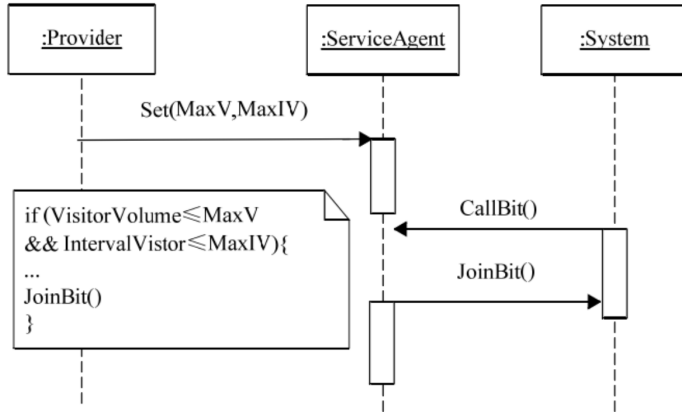 :Provider
:ServiceAgent
:System
Set(MaxV,MaxIV)
if (VisitorVolume≤MaxV
&& IntervalVistor≤MaxIV){
...
JoinBit()
}
CallBit()
JoinBit()